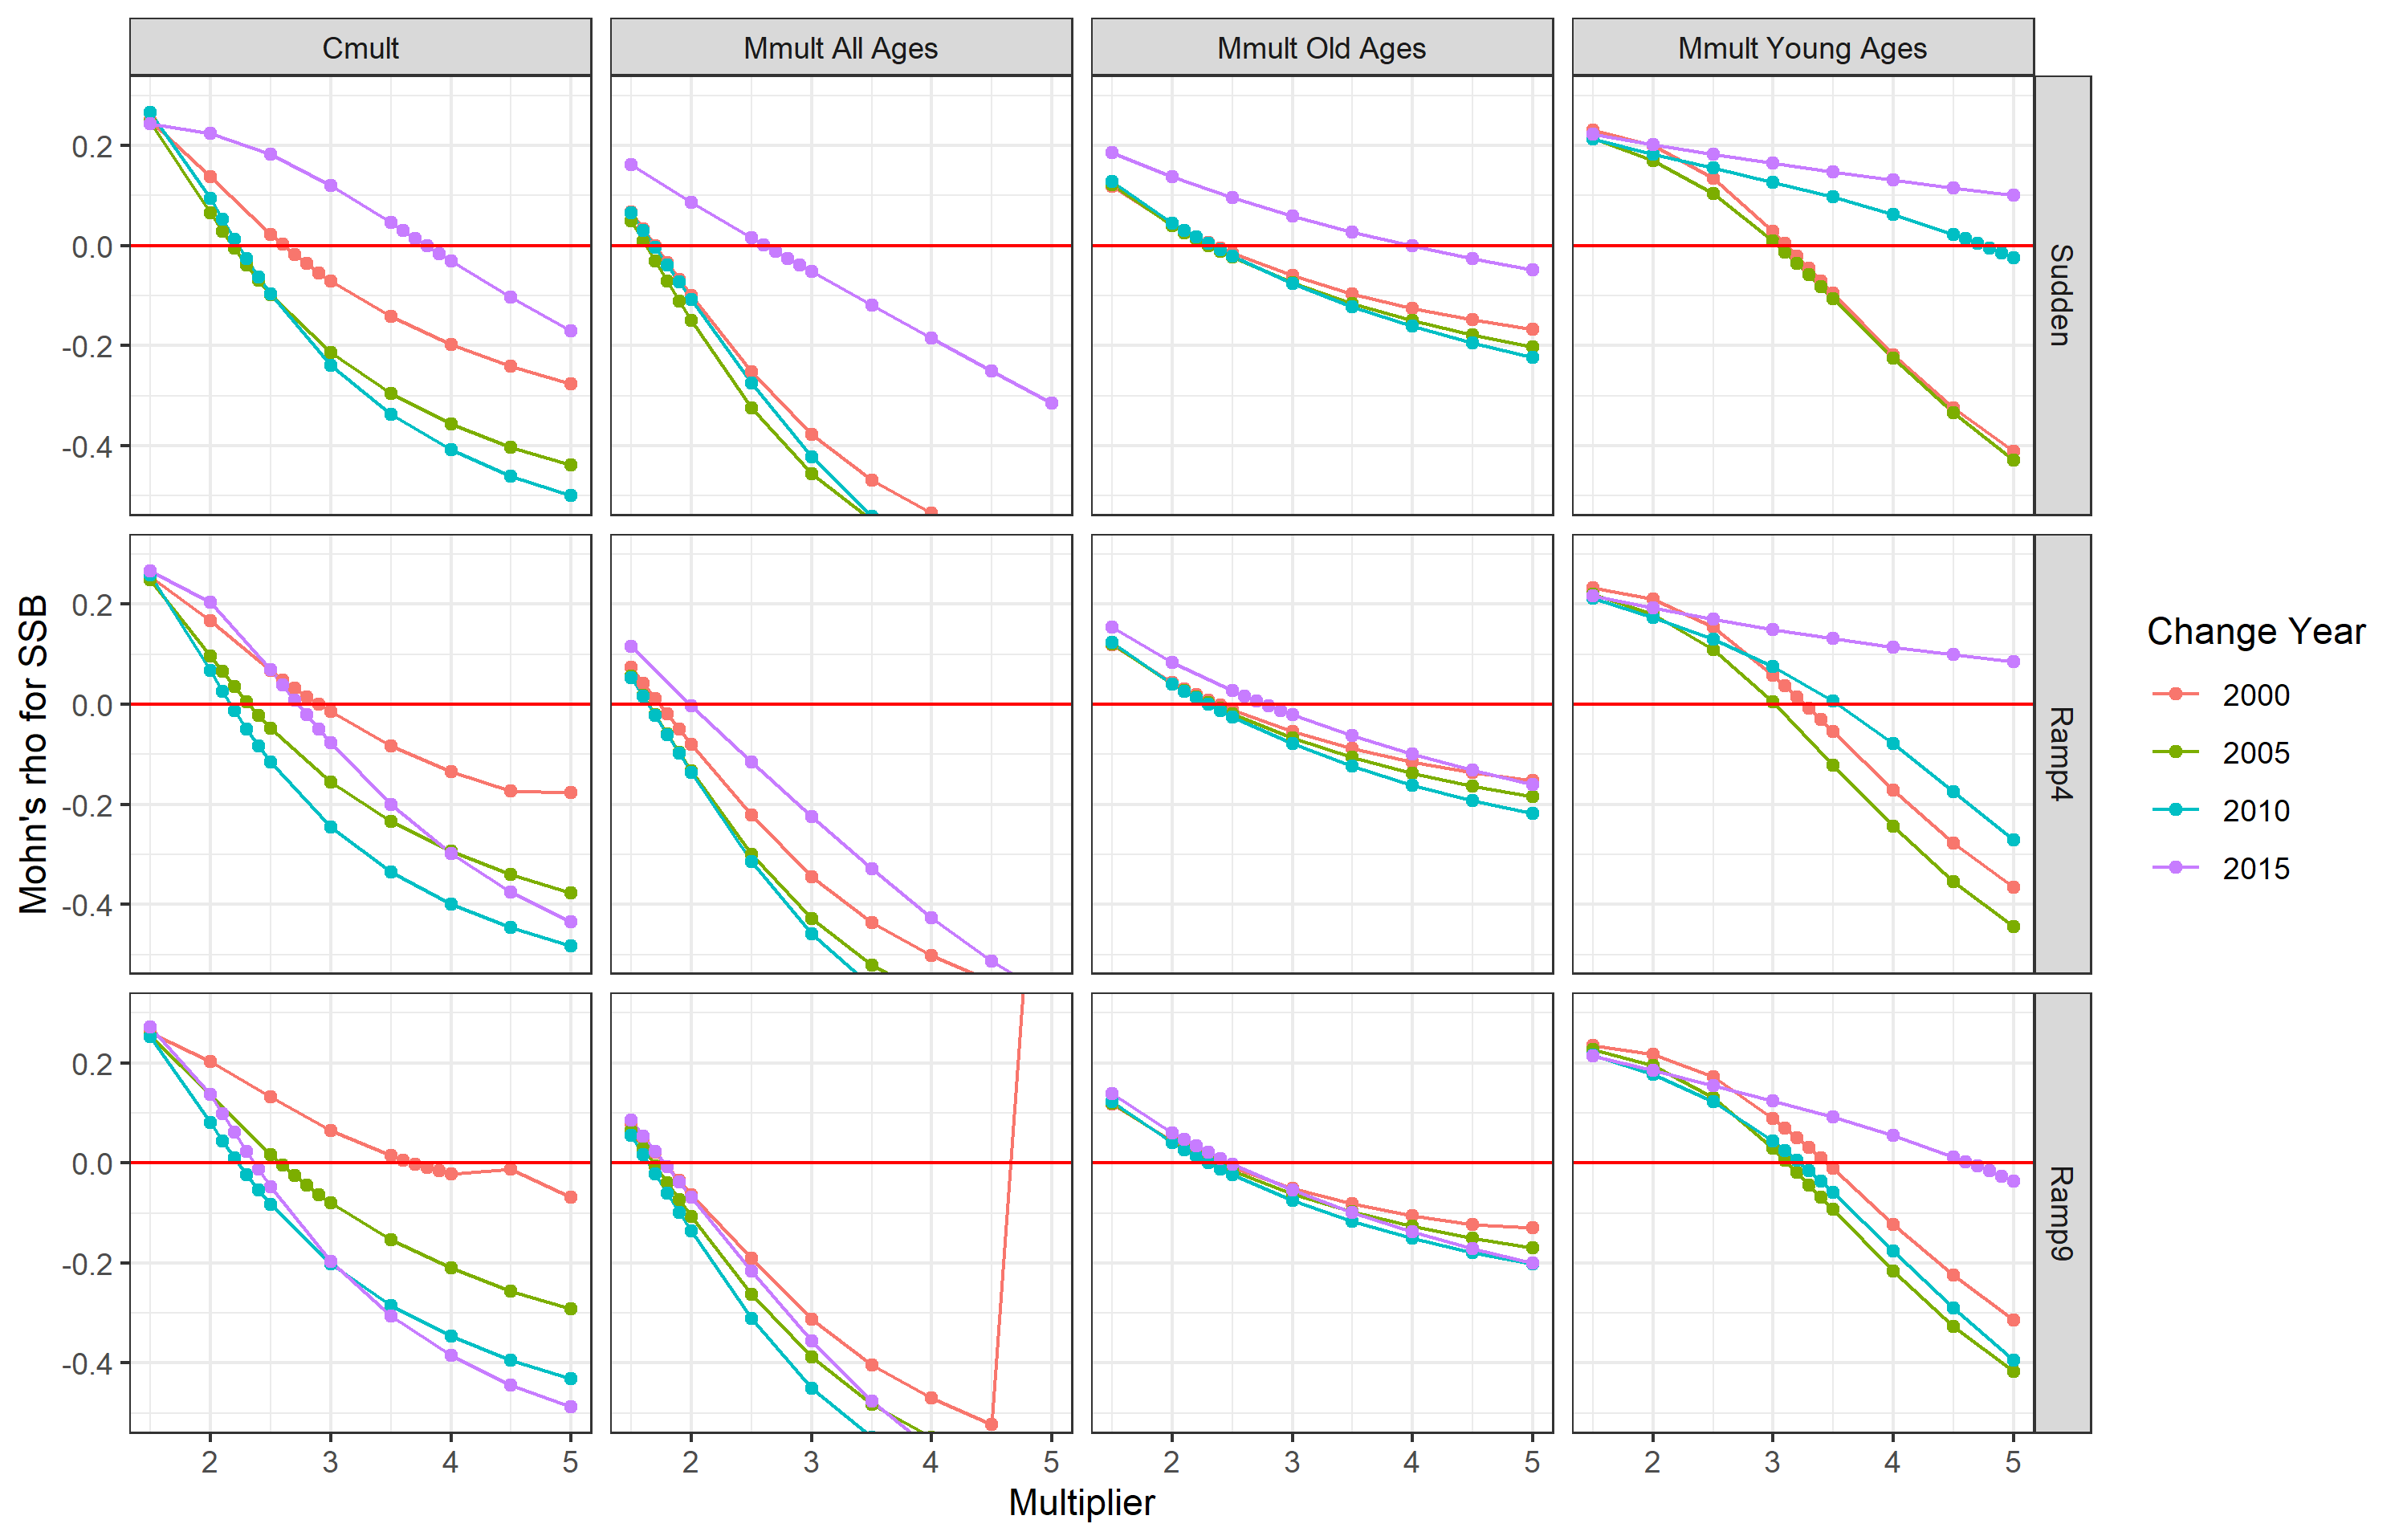 Cmult
Mmult All Ages
Mmult Old Ages
Mmult Young Ages
0.2
0.0
-0.2
-0.4
Sudden
0.2
0.0
-0.2
-0.4
Ramp4
0.2
0.0
-0.2
-0.4
Ramp9
2 3 4 5
2 3 4 5
2 3 4 5
2 3 4 5
Multiplier
Mohn's rho for SSB
Change Year
2000
2005
2010
2015